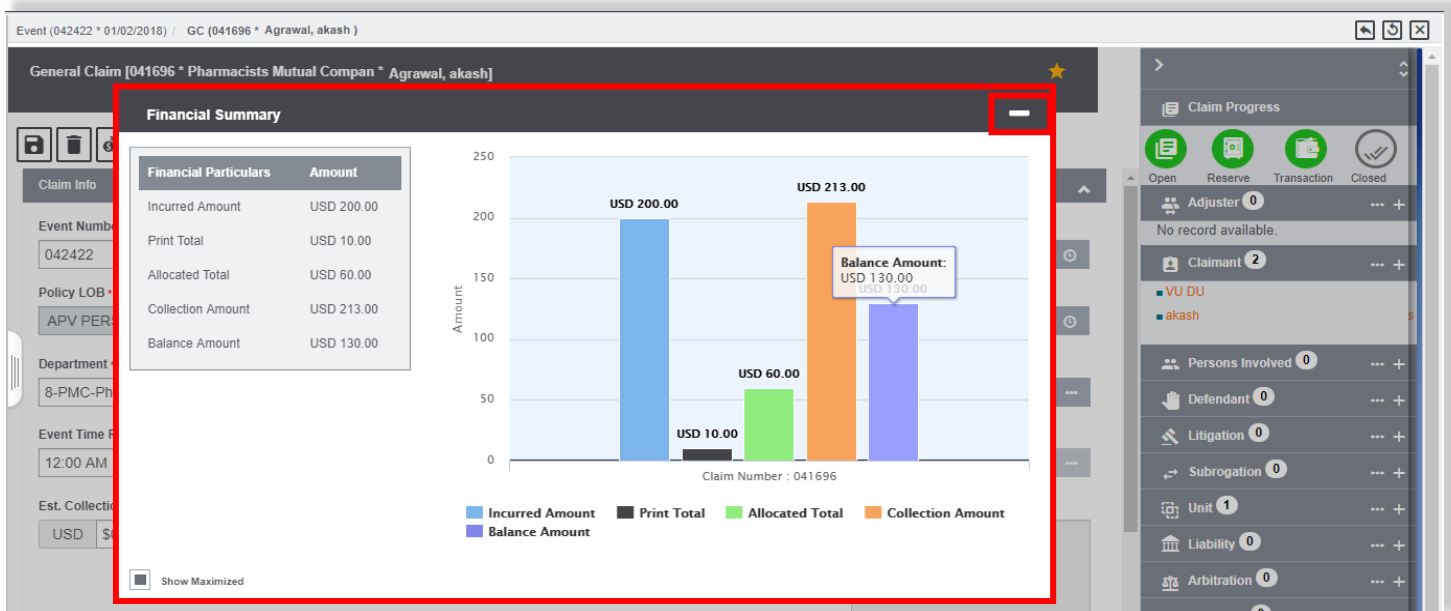 Event (042422 * 01/02/2018) / GC (041696 * Agrawal, akash )
General Claim [041696 * Pharmacists Mutual Compan * Agrawal, akash]
Financial Summary
Financial Particulars Amount
Incurred Amount USD 200.00
Print Total USD 10.00
Allocated Total USD 60.00
Collection Amount USD 213.00
Balance Amount USD 130.00
Show Maximized
250
200
150
100
50
0
Amount
USD 200.00
USD 10.00
USD 60.00
USD 213.00
USD 130.00
Balance Amount:
USD 130.00
Claim Number : 041696
Incurred Amount Print Total Allocated Total Collection Amount
Balance Amount
Claim Info
Event Numbe
042422
Policy LOB *
APV PER
Department *
8-PMC-Ph
Event Time
12:00 AM
Est. Collectio
USD
Claim Progress
Open Reserve Transaction Closed
Adjuster 0
No record available.
Claimant 2
VU DU
akash
s
Persons Involved 0
Defendant 0
Litigation 0
Subrogation 0
Unit 1
Liability 0
Arbitration 0